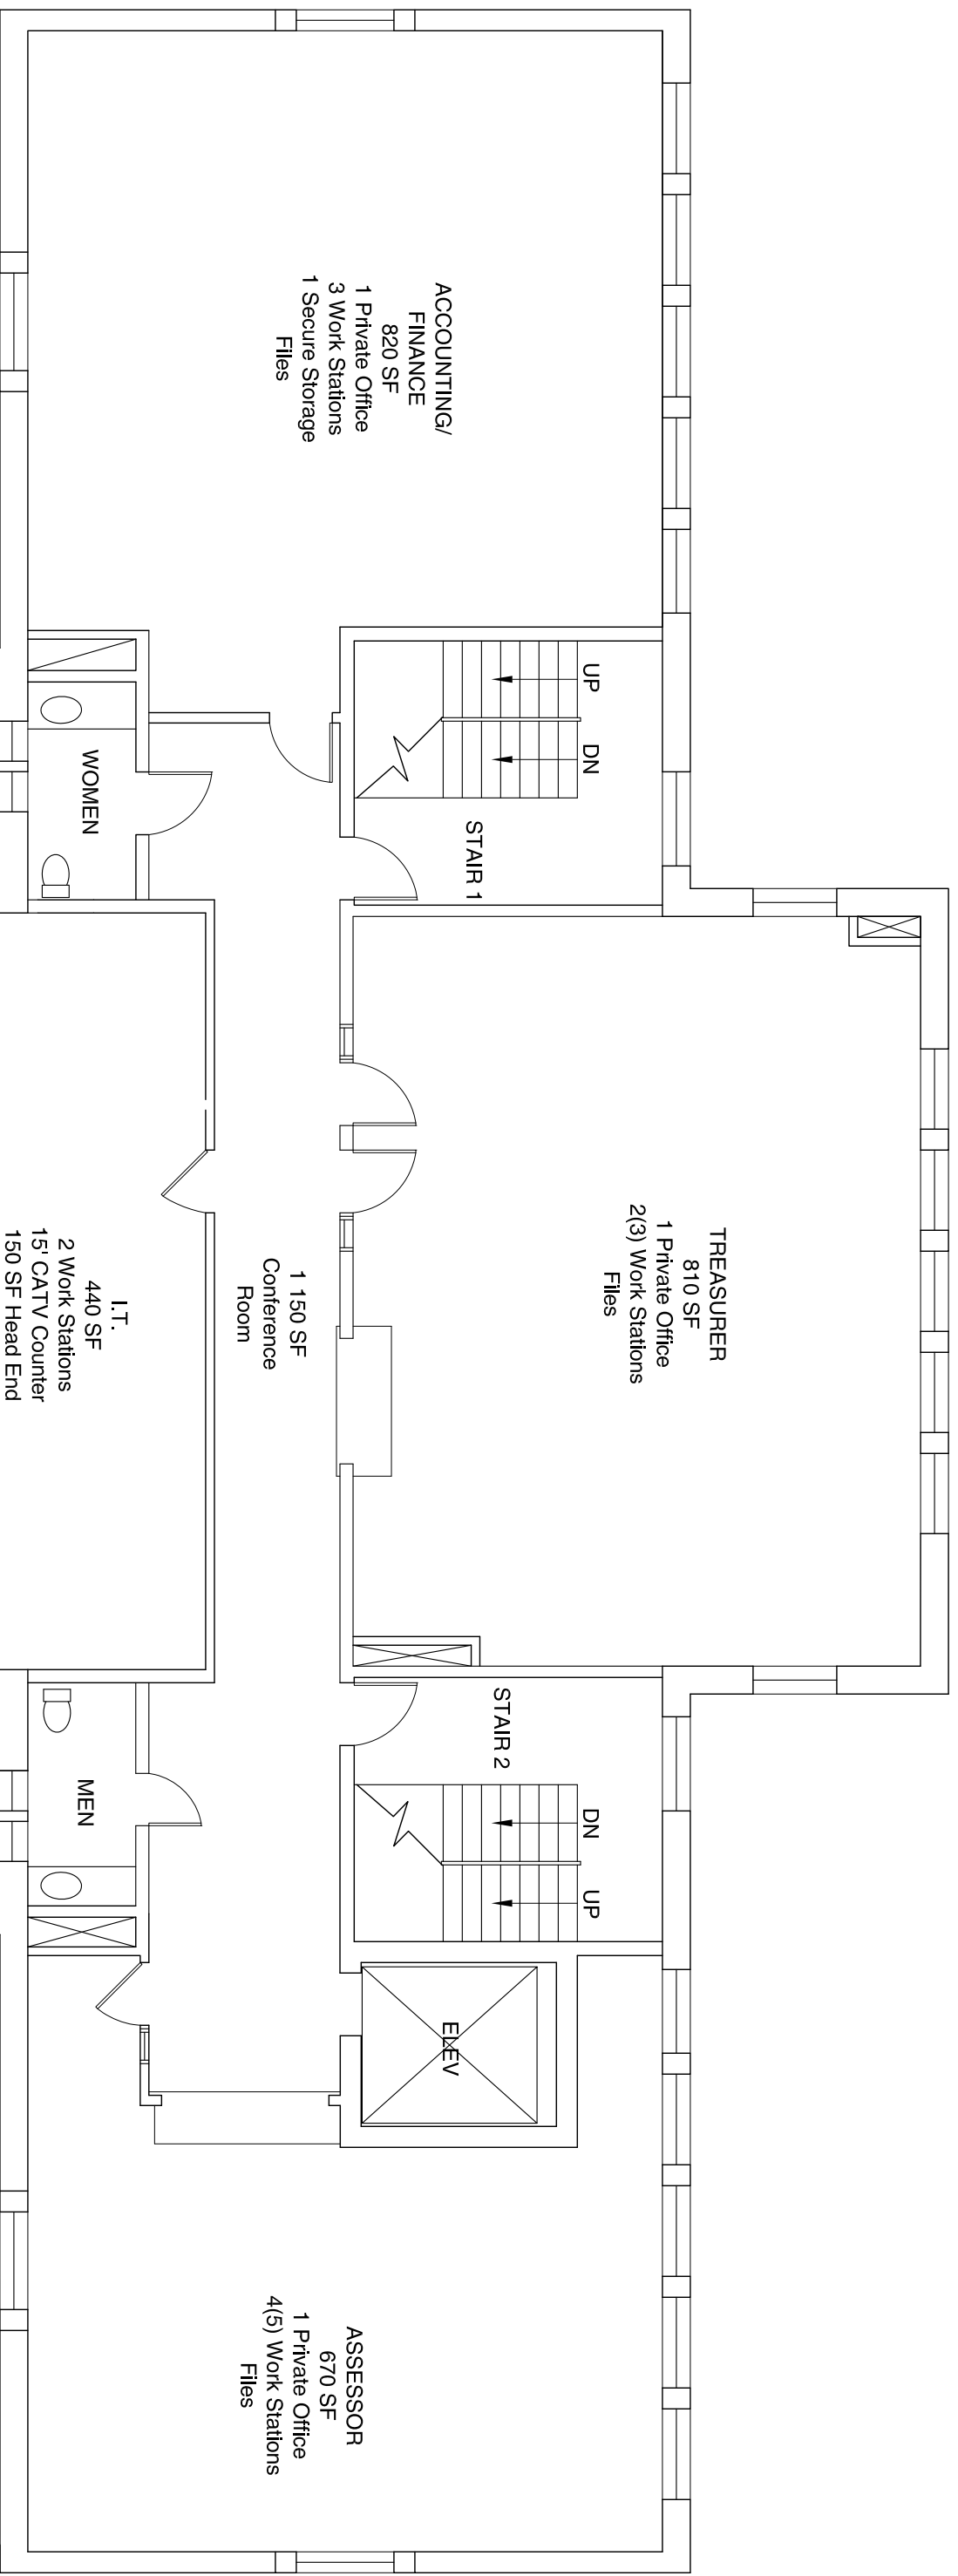 ACCOUNTING/
FINANCE
820 SF
1 Private Office
3 Work Stations
1 Secure Storage
Files
UP
DN
STAIR 1
WOMEN
TREASURER
810 SF
1 Private Office
2(3) Work Stations
Files
1 150 SF
Conference
Room
I.T.
440 SF
2 Work Stations
15' CATV Counter
150 SF Head End
STAIR 2
DN
UP
MEN
ELEV
ASSESSOR
670 SF
1 Private Office
4(5) Work Stations
Files